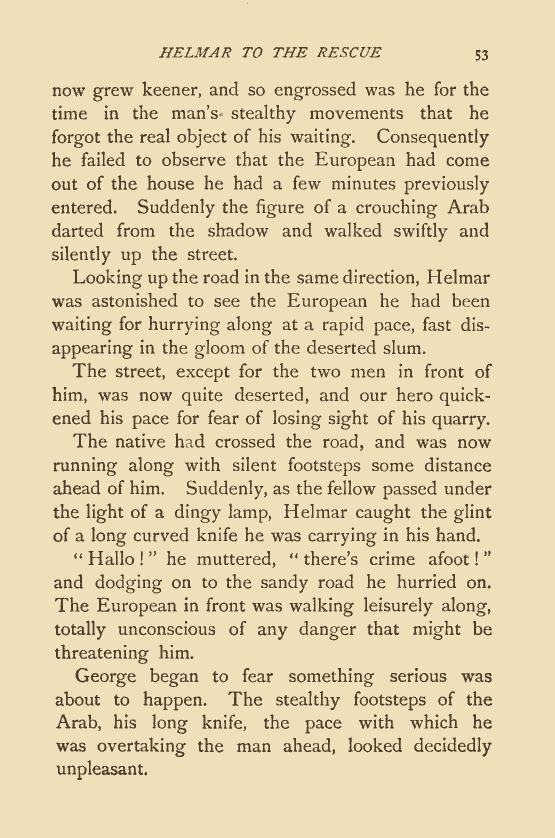 HELMAR TO THE RESCUE 53
now grew keener, and so engrossed was he for the
time in the man's stealthy movements that he
forgot the real object of his waiting. Consequently
he failed to observe that the European had come
out of the house he had a few minutes previously
entered. Suddenly the figure of a crouching Arab
darted from the shadow and walked swiftly and
silently up the street.
Looking up the road in the same direction, Helmar
was astonished to see the European he had been
waiting for hurrying along at a rapid pace, fast dis-
appearing in the gloom of the deserted slum.
The street, except for the two men in front of
him, was now quite deserted, and our hero quick-
ened his pace for fear of losing sight of his quarry.
The native had crossed the road, and was now
running along with silent footsteps some distance
ahead of him. Suddenly, as the fellow passed under
the light of a dingy lamp, Helmar caught the glint
of a long curved knife he was carrying in his hand.
"Hallo!" he muttered, "there's crime afoot!"
and dodging on to the sandy road he hurried on.
The European in front was walking leisurely along,
totally unconscious of any danger that might be
threatening him.
George began to fear something serious was
about to happen. The stealthy footsteps of the
Arab, his long knife, the pace with which he
was overtaking the man ahead, looked decidedly
unpleasant.